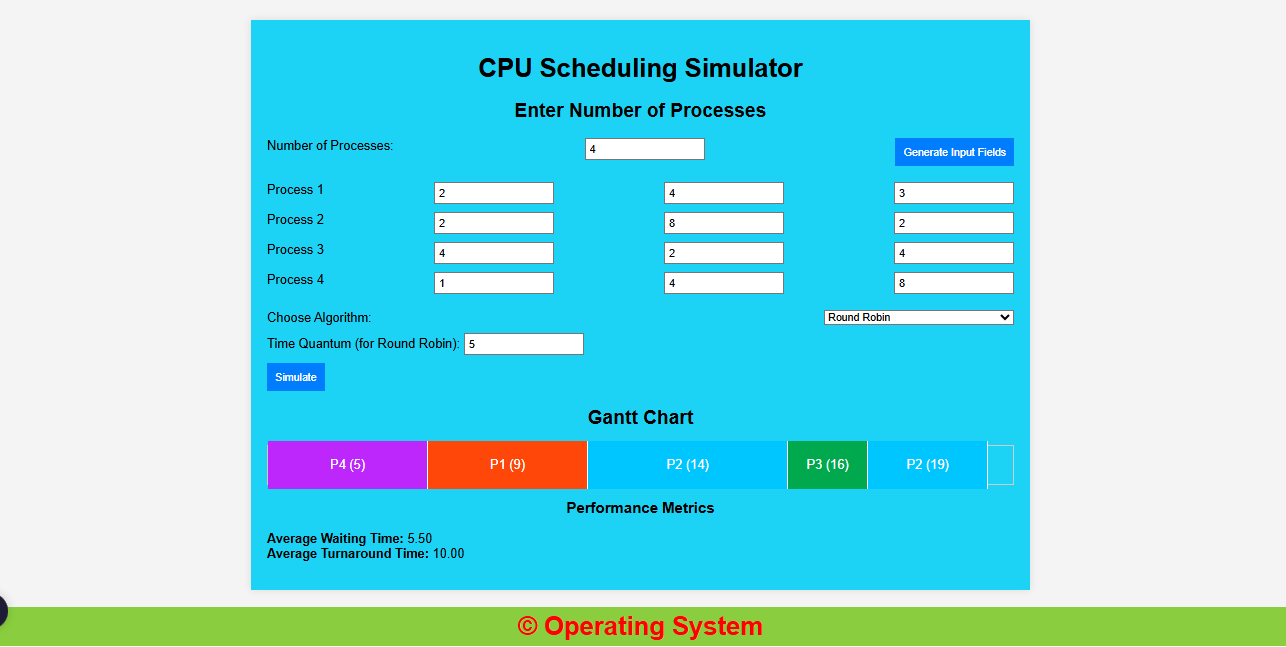 CPU Scheduling Simulator
Enter Number of Processes
Number of Processes: 4 Generate Input Fields
Process 1 2 4 3
Process 2 2 8 2
Process 3 4 2 4
Process 4 1 4 8
Choose Algorithm: Round Robin
Time Quantum (for Round Robin): 5
Simulate
Gantt Chart
P4 (5) P1 (9) P2 (14) P3 (16) P2 (19)
Performance Metrics
Average Waiting Time: 5.50
Average Turnaround Time: 10.00
© Operating System